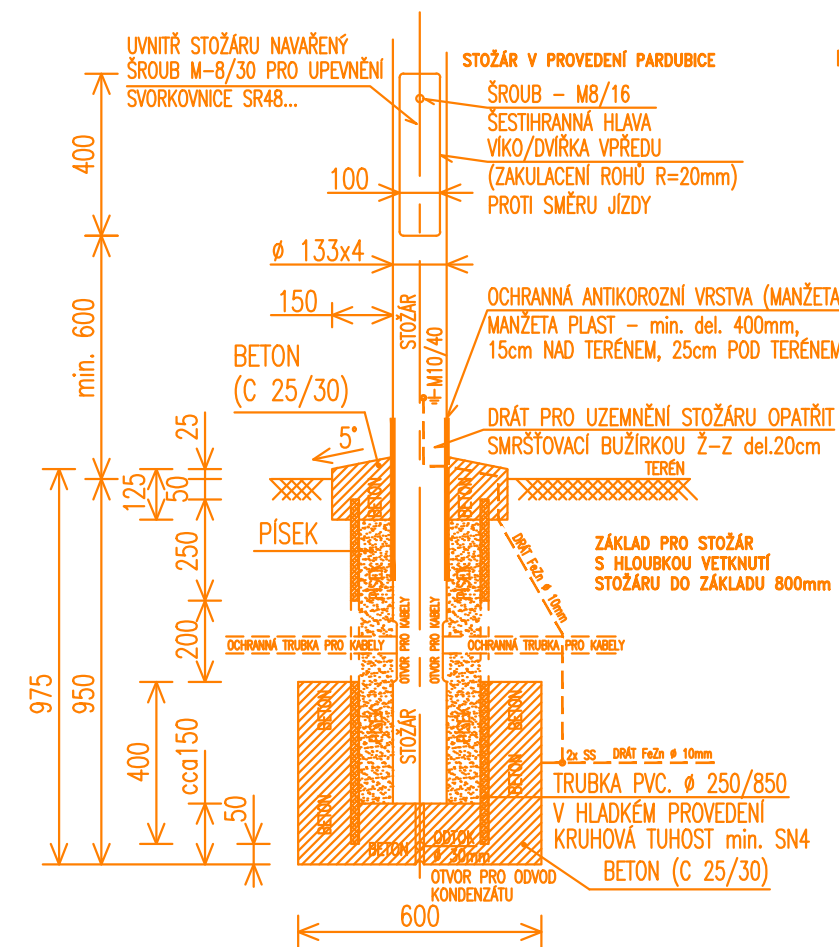 UVNITŘ STOŽÁRU NAVAŘENÝ
ŠROUB M-8/30 PRO UPEVNĚNÍ
SVORKOVNICE SR48...
STOŽÁR V PROVEDENÍ PARDUBICE
ŠROUB - M8/16
ŠESTIHRANNÁ HLAVA
VÍKO/DVÍŘKA VPŘEDU
(ZAKULACENÍ ROHŮ R=20mm)
PROTI SMĚRU JÍZDY
400
100
ϕ 133x4
150
min. 600
STOŽÁR
M10/40
OCHRANNÁ ANTIKOROZNÍ VRSTVA (MANŽETA
MANŽETA PLAST - min. del. 400mm,
15cm NAD TERÉNEM, 25cm POD TERÉNEM
BETON
(C 25/30)
DRÁT PRO UZEMNĚNÍ STOŽÁRU OPATŘIT
SMRŠŤOVACÍ BUŽÍRKOU Ž-Z del.20cm
5°
TERÉN
25
125
50
BETON
BETON
PÍSEK
250
PÍSEK
PÍSEK
DRÁT FeZn ϕ 10mm
ZÁKLAD PRO STOŽÁR
S HLOUBKOU VETKNUTÍ
STOŽÁRU DO ZÁKLADU 800mm
200
OCHRANNÁ TRUBKA PRO KABELY
OTVOR PRO KABELY
OTVOR PRO KABELY
OCHRANNÁ TRUBKA PRO KABELY
975
950
400
cca150
50
BETON
BETON
PÍSEK
STOŽÁR
PÍSEK
BETON
BETON
2x SS
DRÁT FeZn ϕ 10mm
TRUBKA PVC. ϕ 250/850
V HLADKÉM PROVEDENÍ
KRUHOVÁ TUHOST min. SN4
BETON (C 25/30)
BETON
ODTOK
ϕ 30mm
OTVOR PRO ODVOD
KONDENZÁTU
600